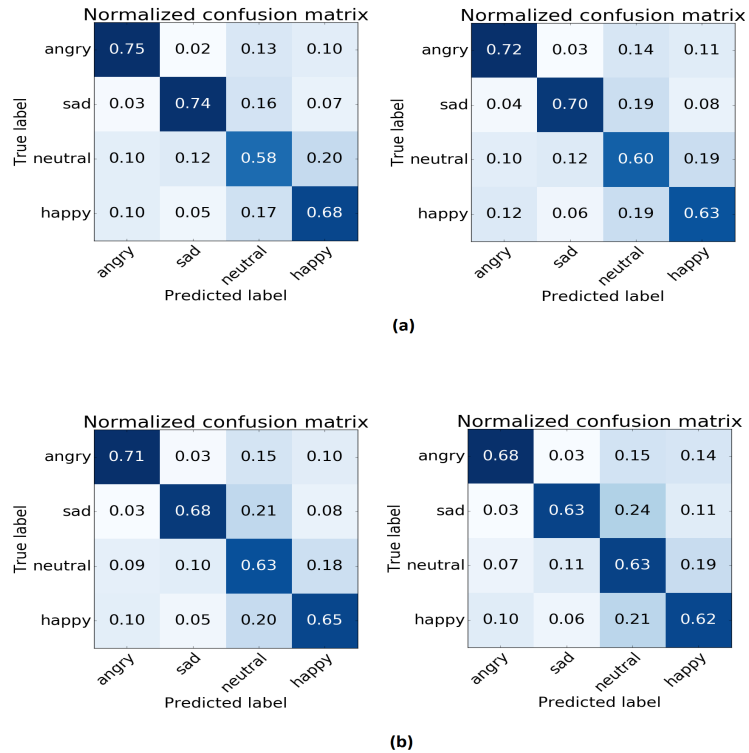 Normalized confusion matrix
True label
angry 0.75 0.02 0.13 0.10
sad 0.03 0.74 0.16 0.07
neutral 0.10 0.12 0.58 0.20
happy 0.10 0.05 0.17 0.68
angry sad neutral happy
Predicted label
Normalized confusion matrix
True label
angry 0.72 0.03 0.14 0.11
sad 0.04 0.70 0.19 0.08
neutral 0.10 0.12 0.60 0.19
happy 0.12 0.06 0.19 0.63
angry sad neutral happy
Predicted label
(a)
Normalized confusion matrix
True label
angry 0.71 0.03 0.15 0.10
sad 0.03 0.68 0.21 0.08
neutral 0.09 0.10 0.63 0.18
happy 0.10 0.05 0.20 0.65
angry sad neutral happy
Predicted label
Normalized confusion matrix
True label
angry 0.68 0.03 0.15 0.14
sad 0.03 0.63 0.24 0.11
neutral 0.07 0.11 0.63 0.19
happy 0.10 0.06 0.21 0.62
angry sad neutral happy
Predicted label
(b)